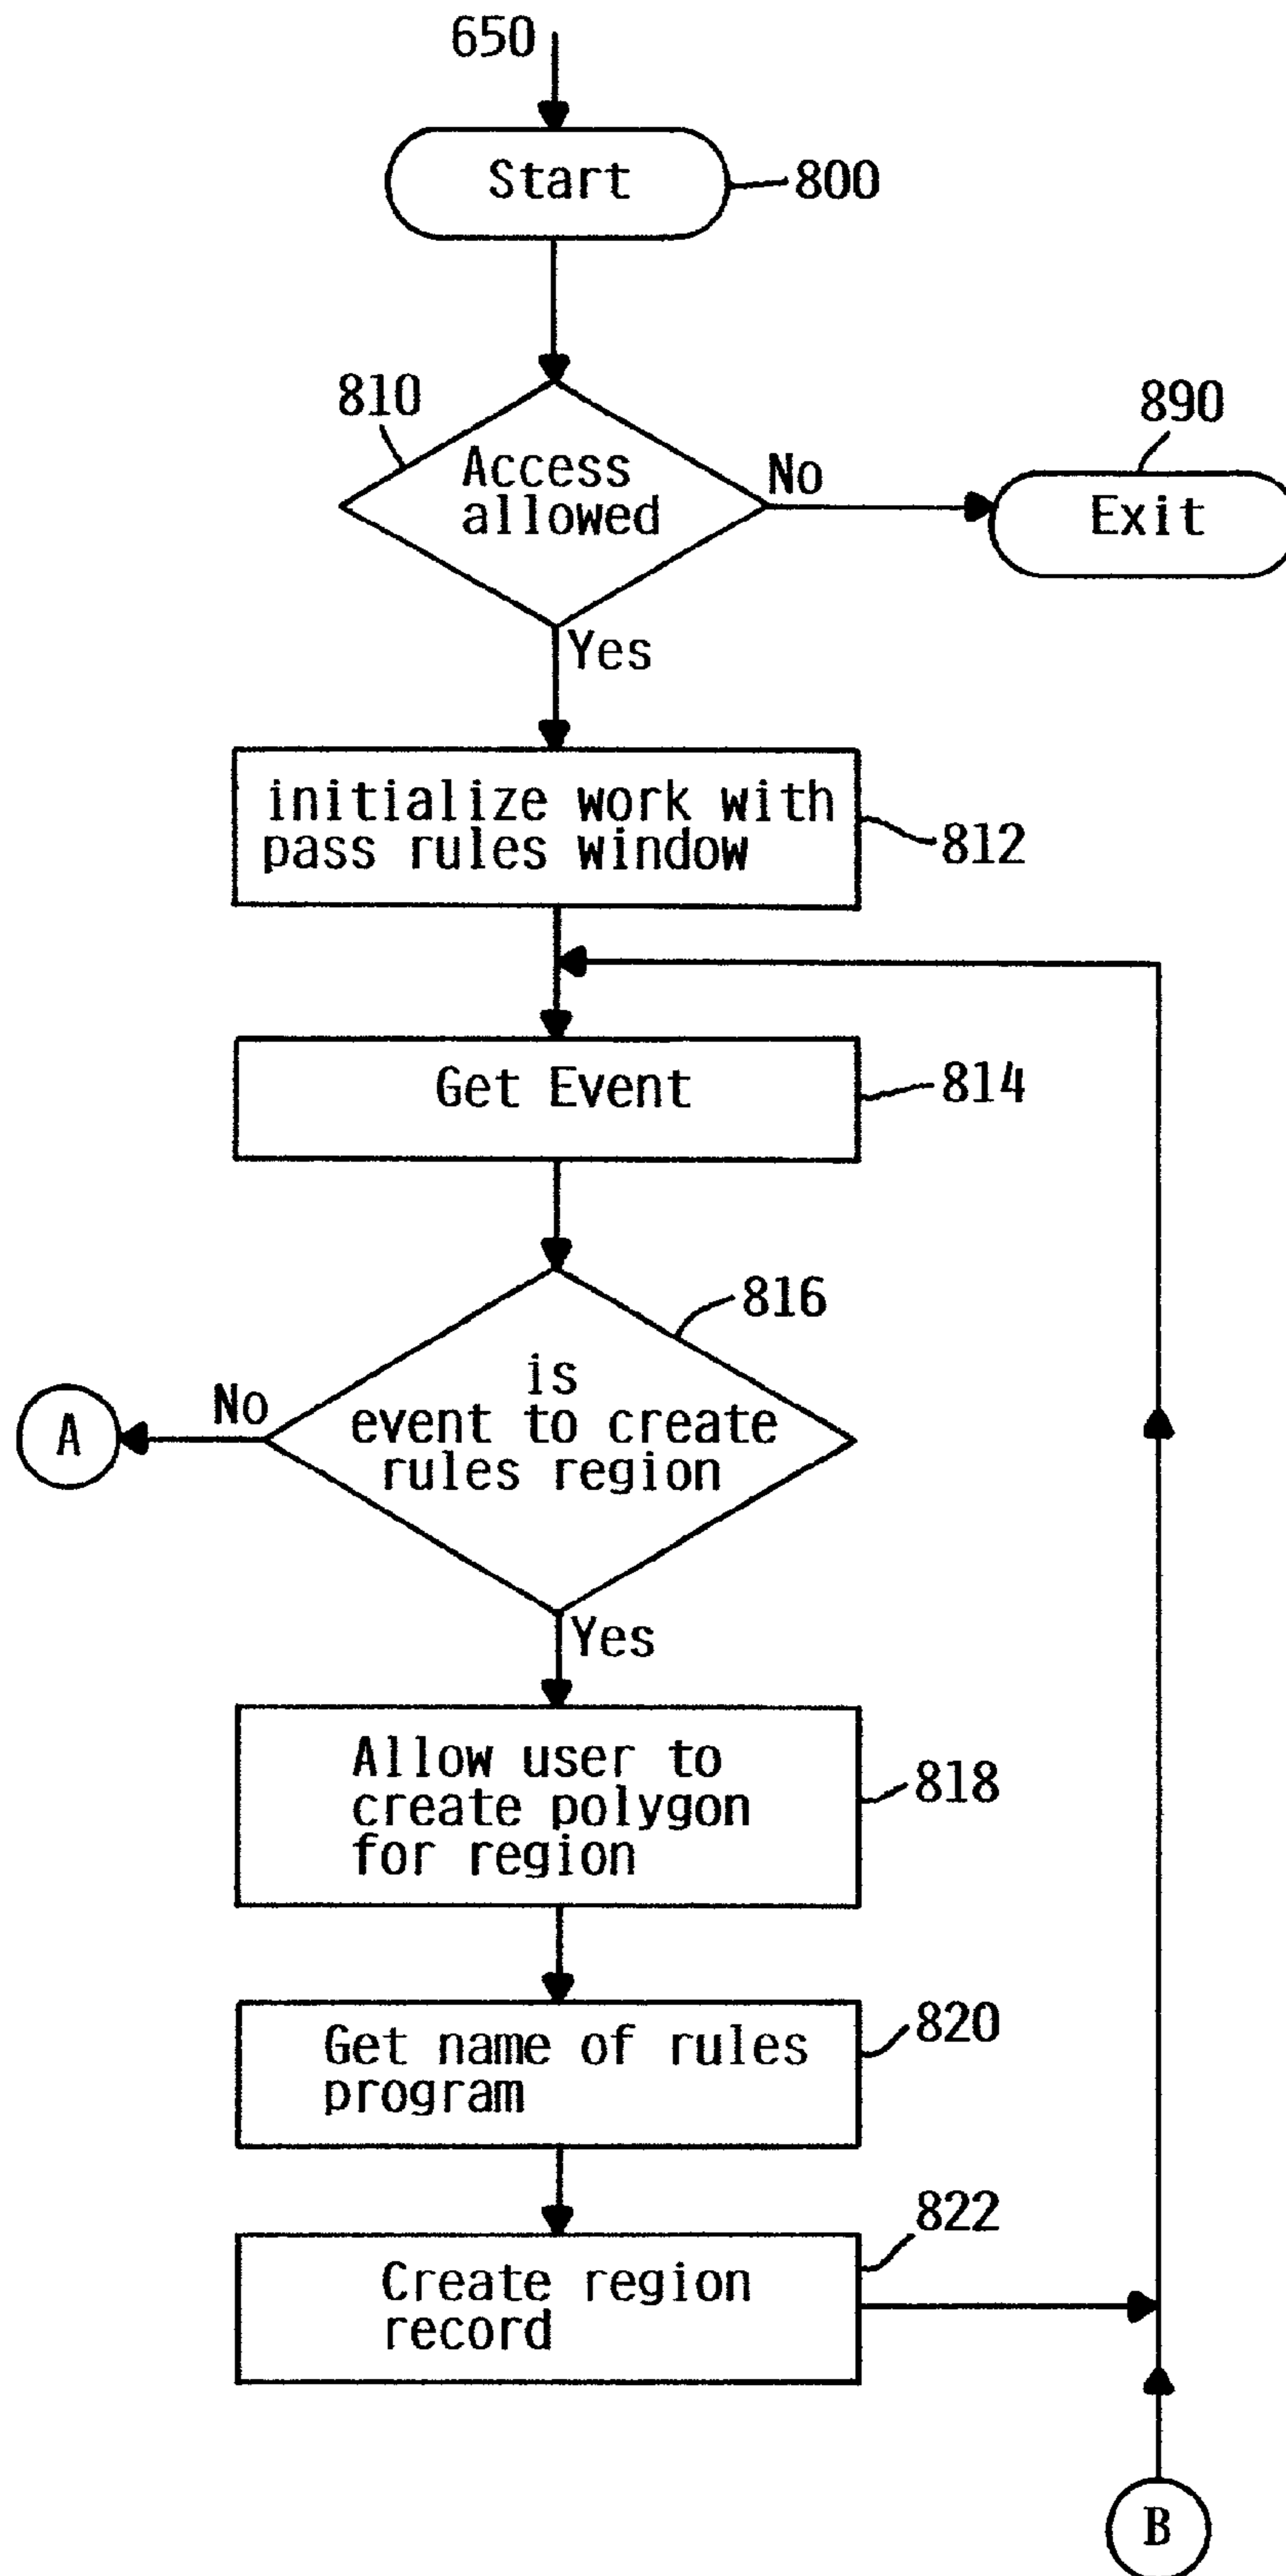 650
Start
800
810
Access
allowed
No
890
Exit
Yes
initialize work with
pass rules window
812
Get Event
814
816
is
event to create
rules region
No
A
Yes
Allow user to
create polygon
for region
818
Get name of rules
program
820
822
Create region
record
B